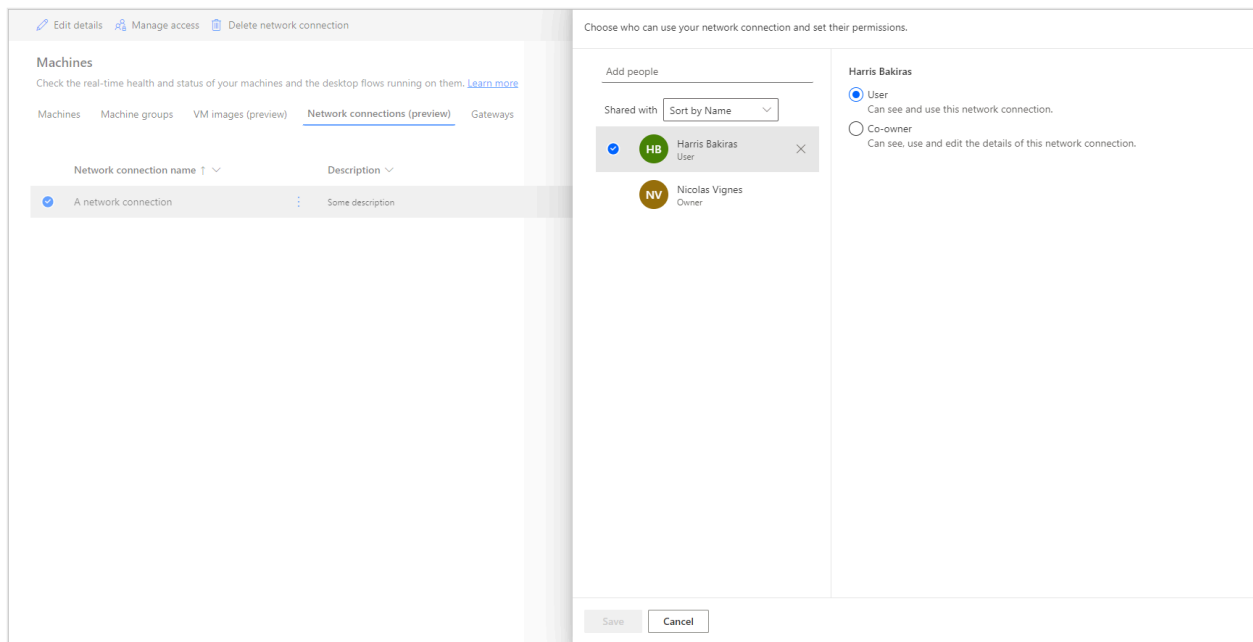 Edit details Manage access Delete network connection
Machines
Check the real-time health and status of your machines and the desktop flows running on them. Learn more
Machines Machine groups VM images (preview) Network connections (preview) Gateways
Network connection name ↑ Description
A network connection Some description
Choose who can use your network connection and set their permissions.
Add people
Shared with Sort by Name
HB Harris Bakiras
User
NV Nicolas Vignes
Owner
Harris Bakiras
User
Can see and use this network connection.
Co-owner
Can see, use and edit the details of this network connection.
Save Cancel